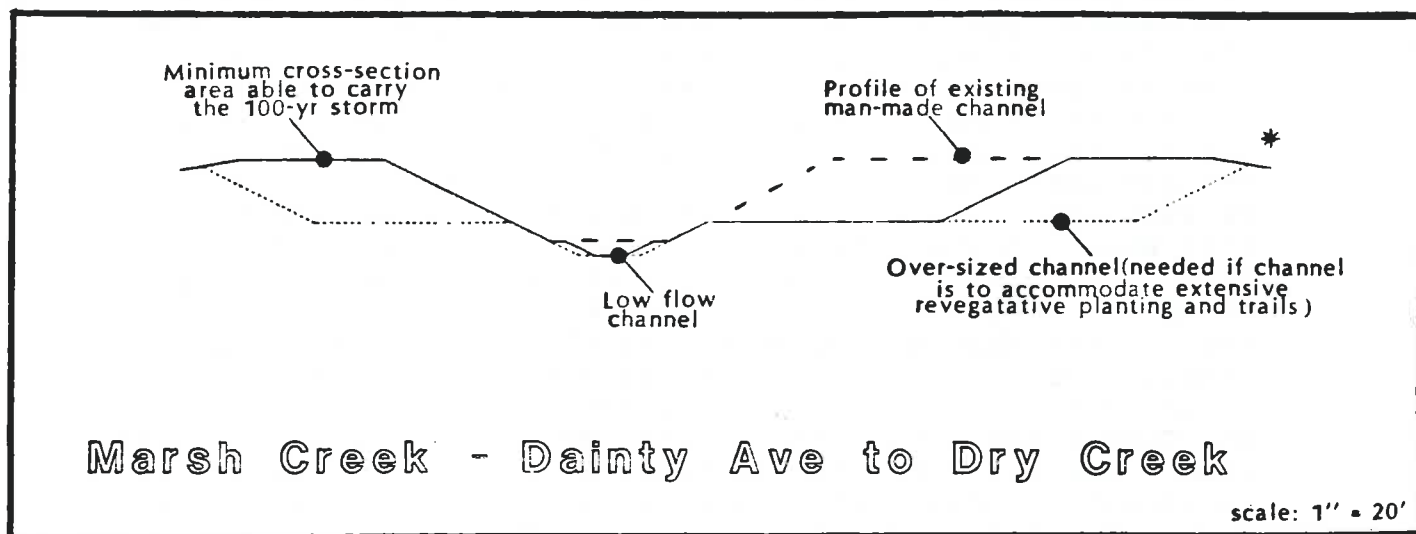 Minimum cross-section
area able to carry
the 100-yr storm
Profile of existing
man-made channel
*
Over-sized channel(needed if channel
is to accommodate extensive
revegatative planting and trails)
Low flow
channel
Marsh Creek - Dainty Ave to Dry Creek
scale: 1" = 20'